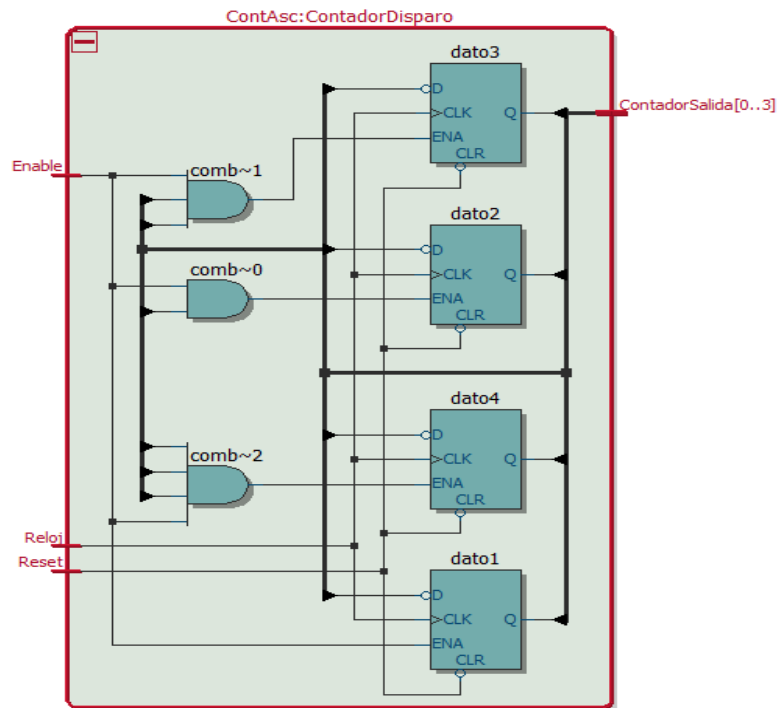 ContAsc:ContadorDisparo
dato3
D
CLK
Q
ENA
CLR
ContadorSalida[0..3]
Enable
comb~1
dato2
D
CLK
Q
ENA
CLR
comb~0
dato4
D
CLK
Q
ENA
CLR
comb~2
Reloj
Reset
dato1
D
CLK
Q
ENA
CLR